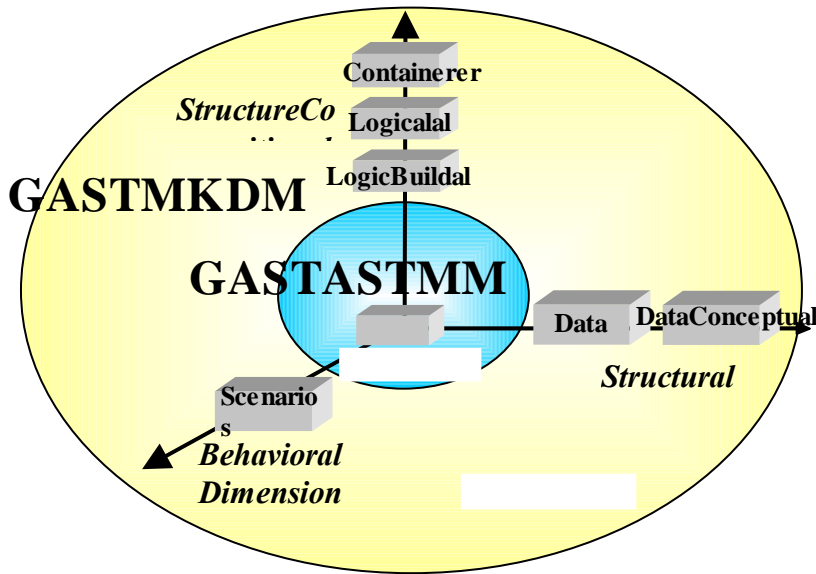 Containerer
StructureCo
Logicalal
LogicBuildal
GASTMKDM
GASTASTMM
Data
DataConceptual
Structural
Scenario
s
Behavioral
Dimension